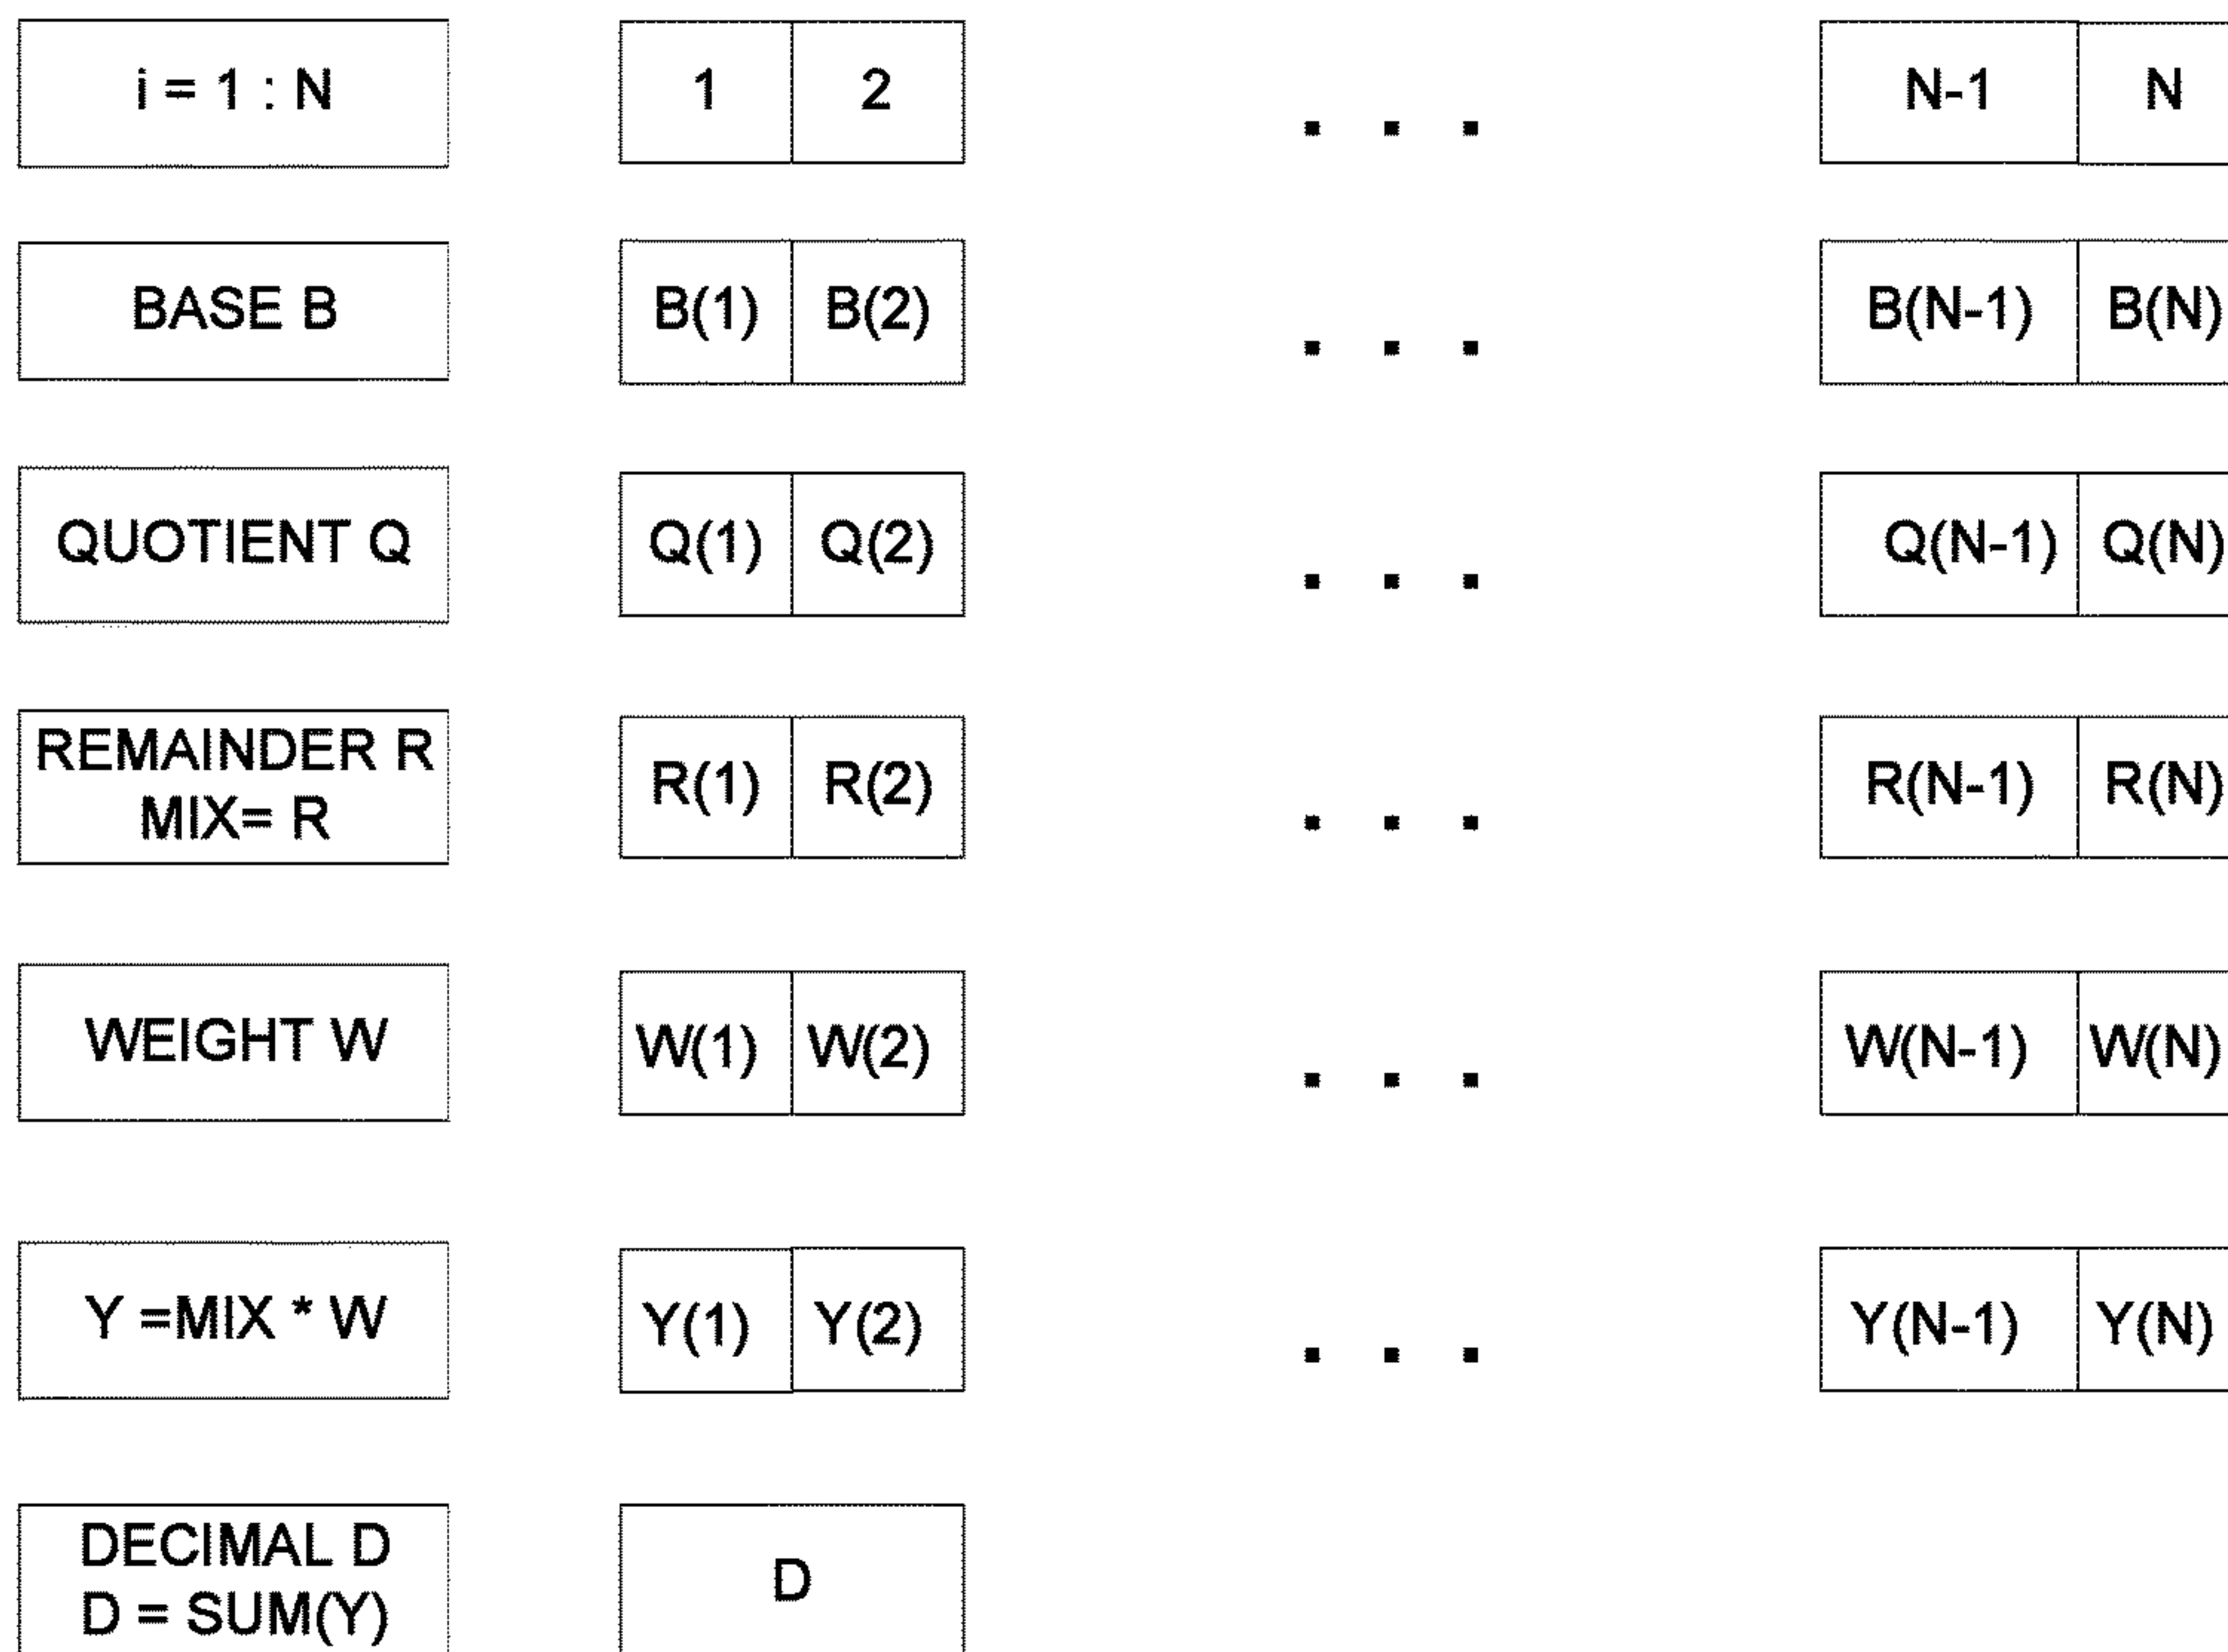 i = 1 : N 1 2 . . . N-1 N
BASE B B(1) B(2) . . . B(N-1) B(N)
QUOTIENT Q Q(1) Q(2) . . . Q(N-1) Q(N)
REMAINDER R
MIX= R R(1) R(2) . . . R(N-1) R(N)
WEIGHT W W(1) W(2) . . . W(N-1) W(N)
Y =MIX * W Y(1) Y(2) . . . Y(N-1) Y(N)
DECIMAL D
D = SUM(Y) D